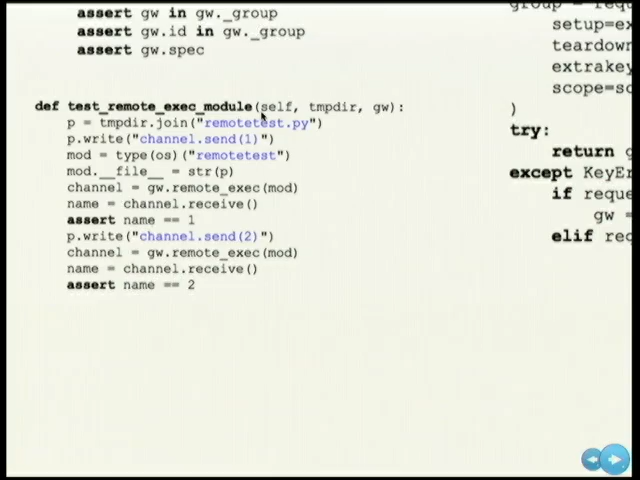 assert gw in gw._group
assert gw.id in gw._group
assert gw.spec
def test_remote_exec_module(self, tmpdir, gw):
p = tmpdir.join("remotetest.py")
p.write("channel.send(1)")
mod = type(os)("remotetest")
mod.__file__ = str(p)
channel = gw.remote_exec(mod)
name = channel.receive()
assert name == 1
p.write("channel.send(2)")
channel = gw.remote_exec(mod)
name = channel.receive()
assert name == 2
group = requ
setup=ex
teardown
extrakey
scope=sc
)
try:
return g
except KeyEr
if reque
gw =
elif rec